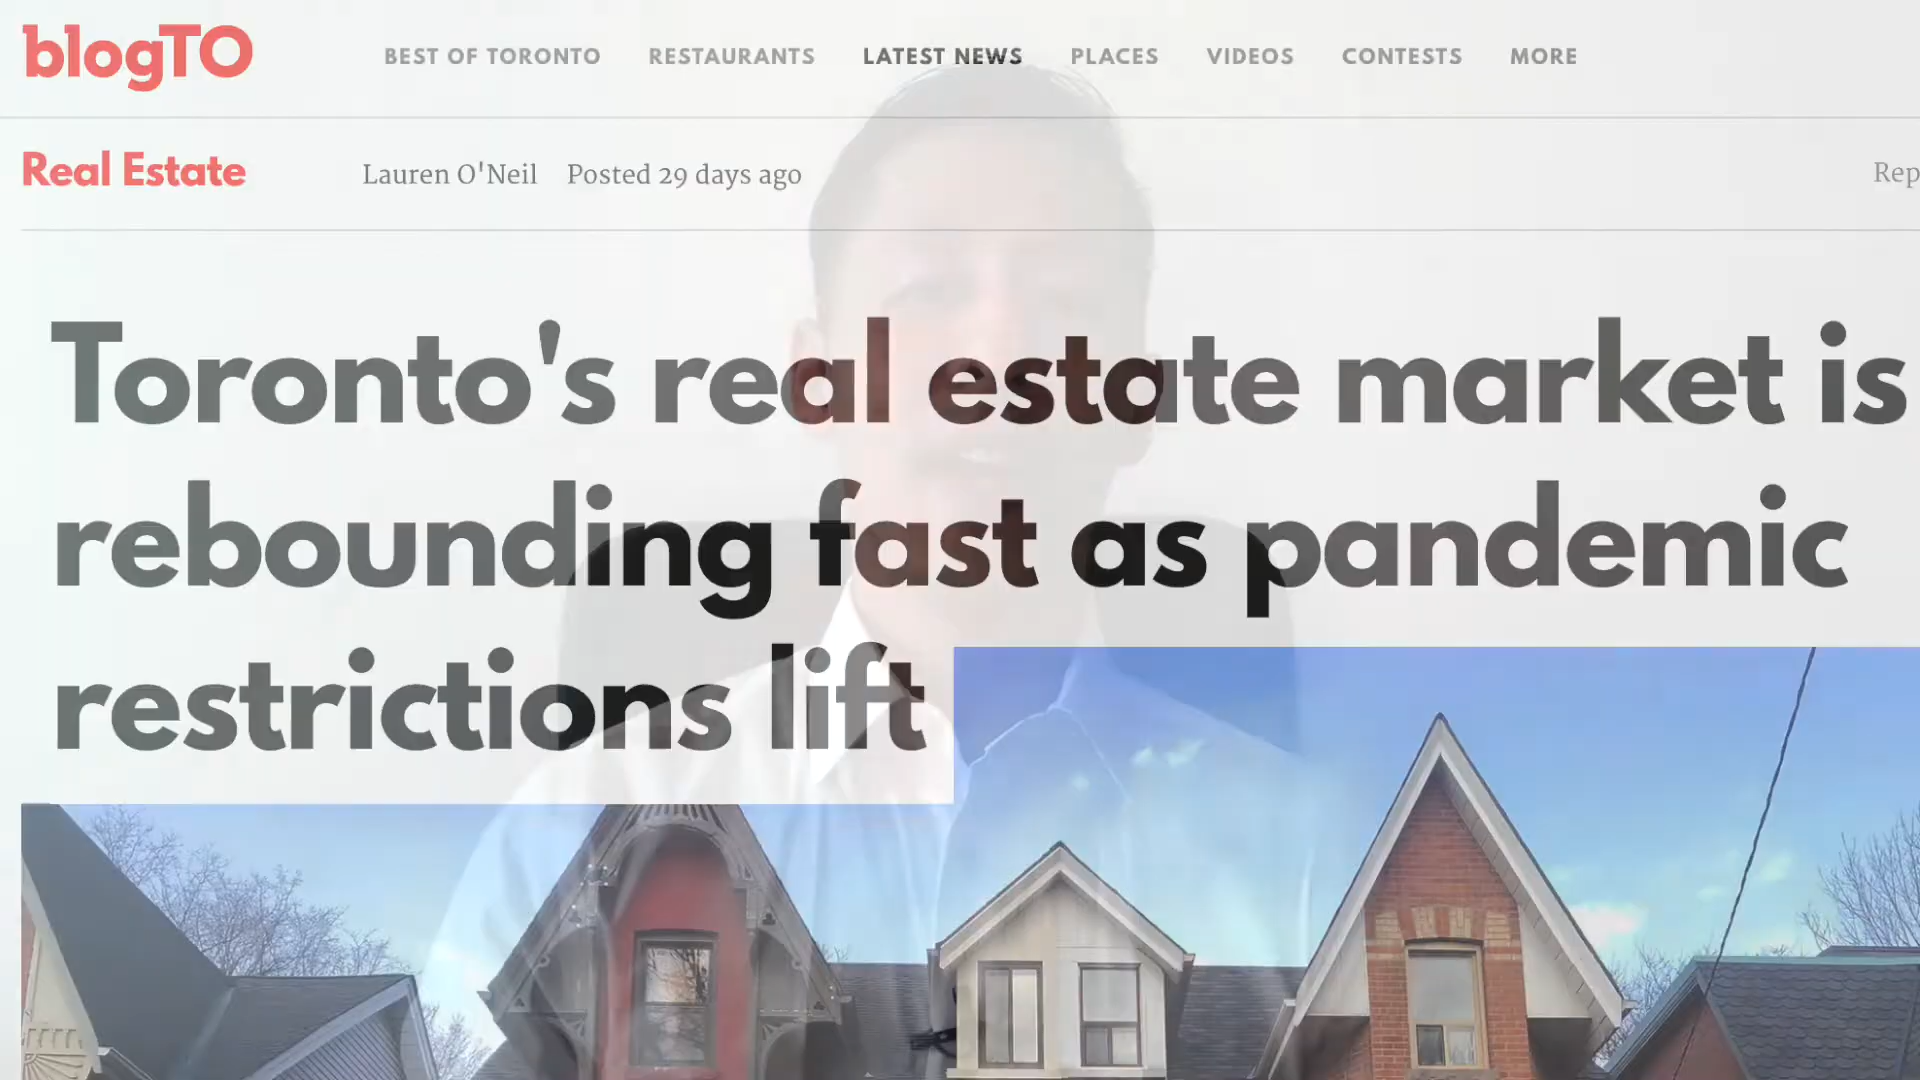 blogTO
BEST OF TORONTO RESTAURANTS LATEST NEWS PLACES VIDEOS CONTESTS MORE
Real Estate Lauren O'Neil Posted 29 days ago Rep
Toronto's real estate market is
rebounding fast as pandemic
restrictions lift